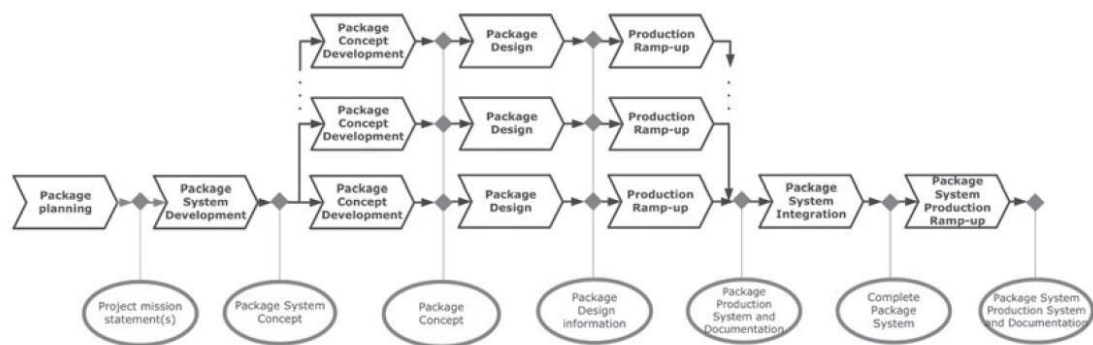 Package
Concept
Development
Package
Design
Production
Ramp-up
Package
Concept
Development
Package
Design
Production
Ramp-up
Package
planning
Package
System
Development
Package
Concept
Development
Package
Design
Production
Ramp-up
Package
System
Integration
Package
System
Production
Ramp-up
Project mission
statement(s)
Package System
Concept
Package
Concept
Package
Design
information
Package
Production
System and
Documentation
Complete
Package
System
Package System
Production System
and Documentation